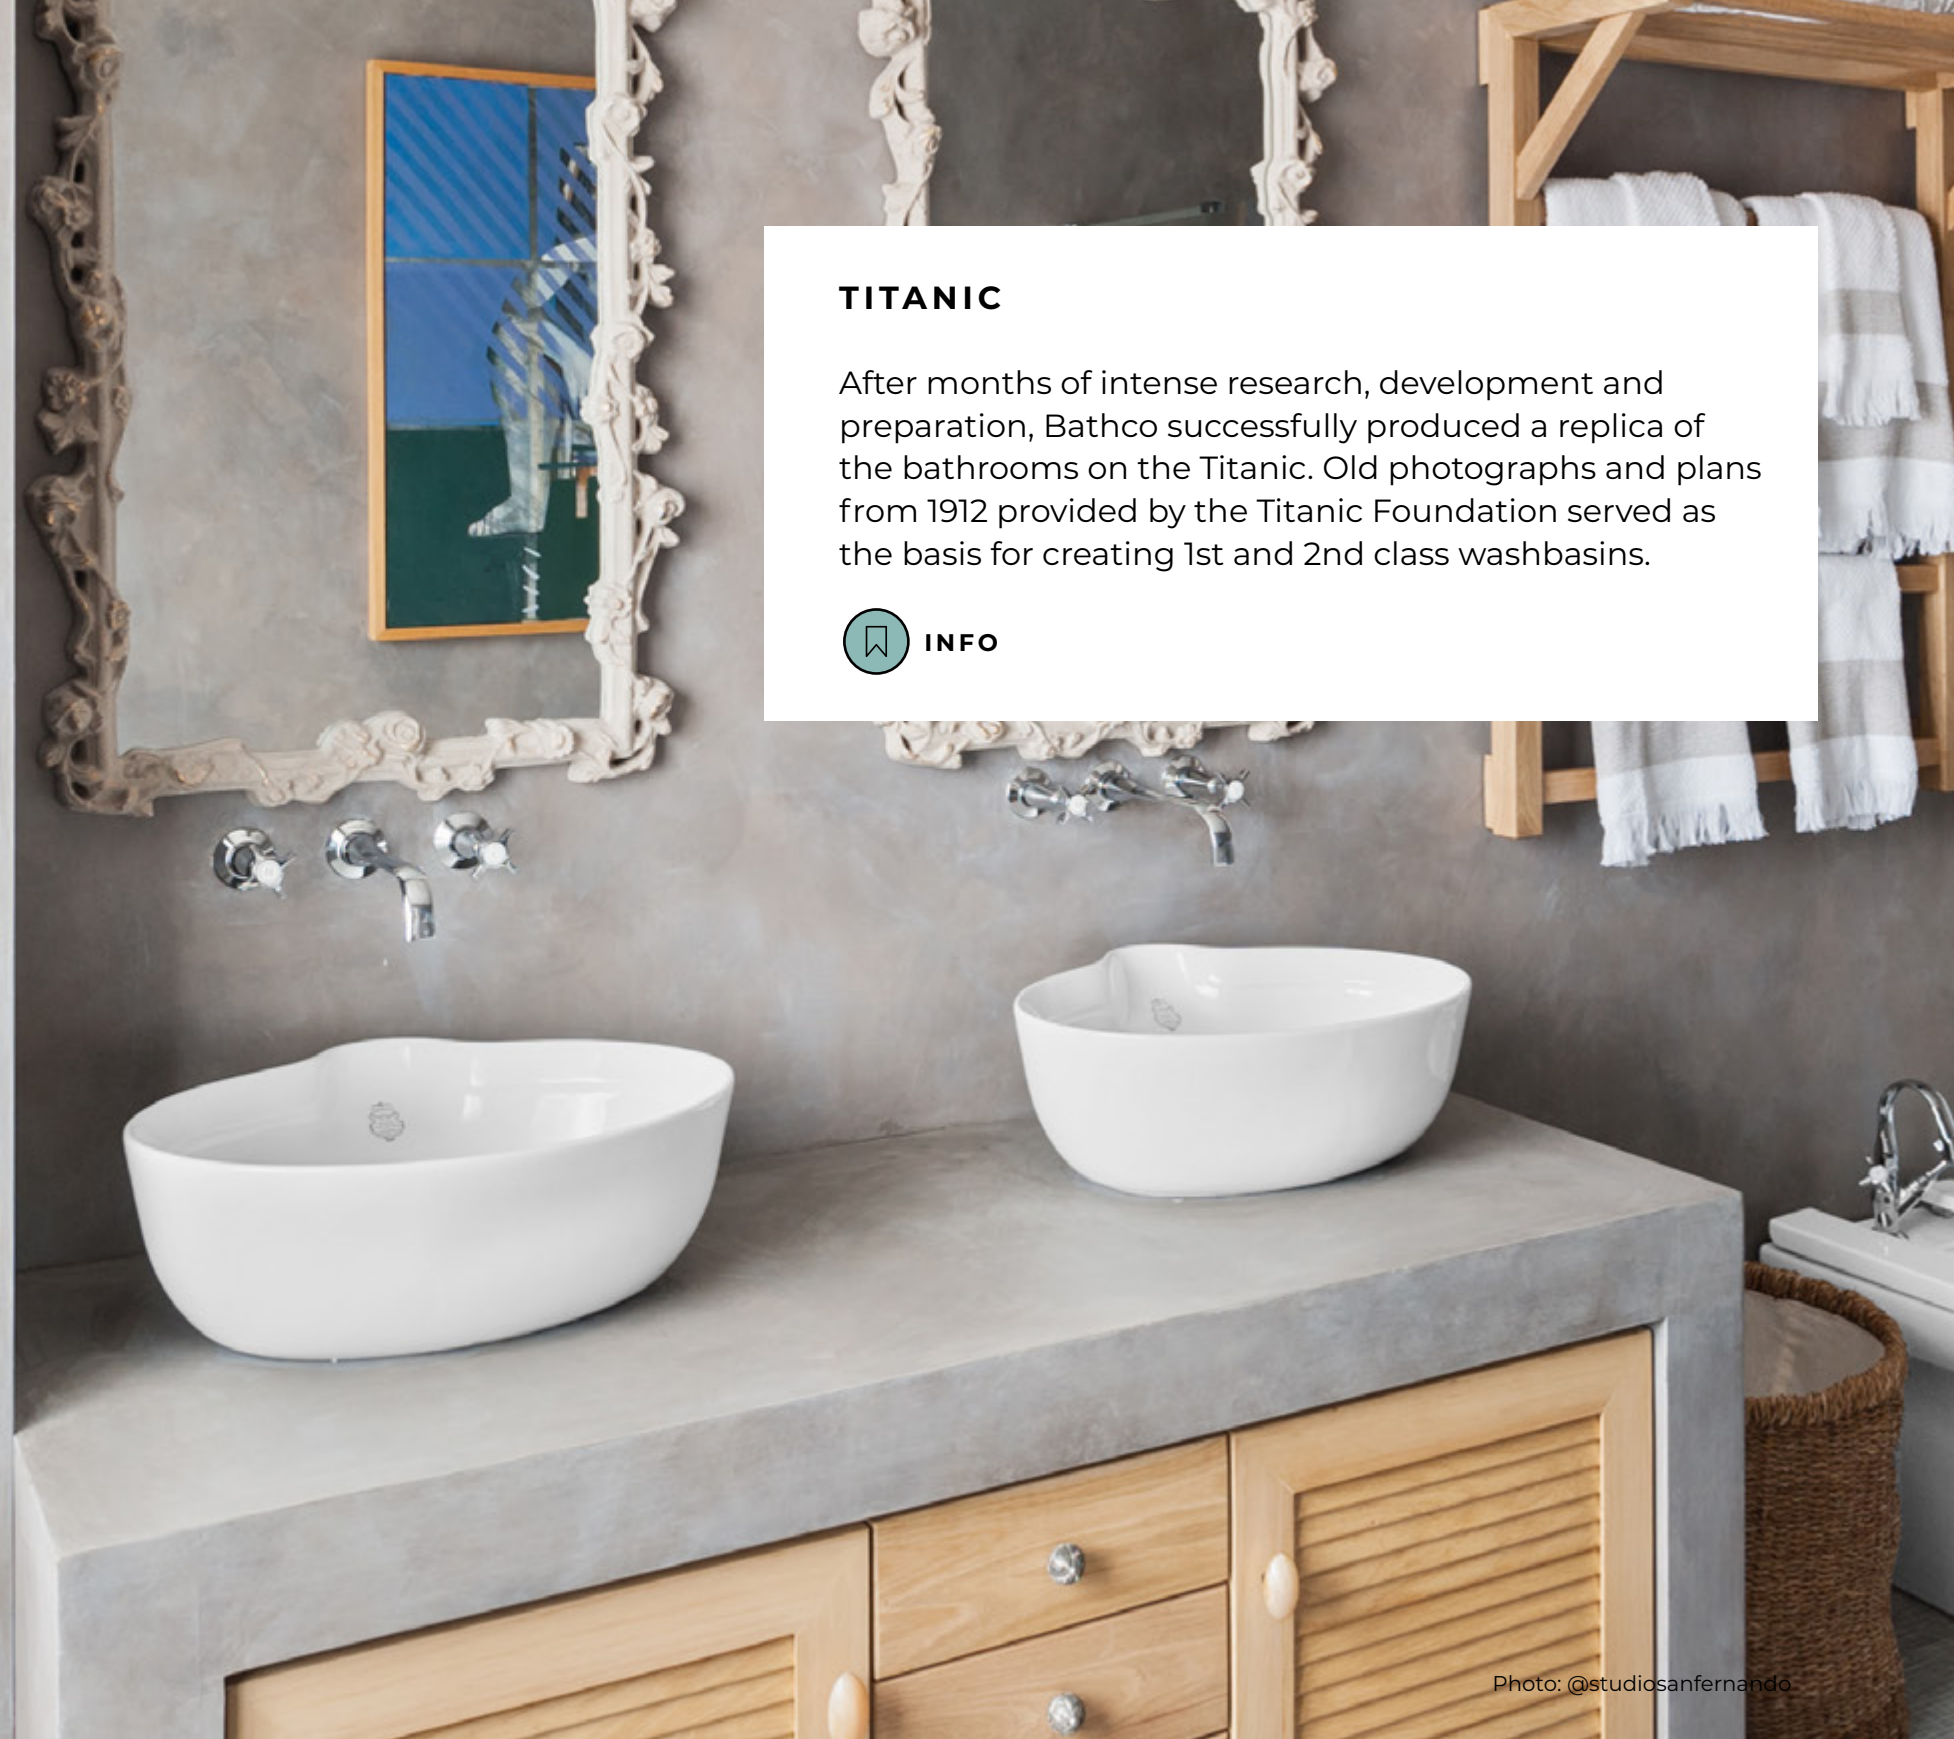 TITANIC
After months of intense research, development and
preparation, Bathco successfully produced a replica of
the bathrooms on the Titanic. Old photographs and plans
from 1912 provided by the Titanic Foundation served as
the basis for creating 1st and 2nd class washbasins.
INFO
Photo: @studiosanfernando